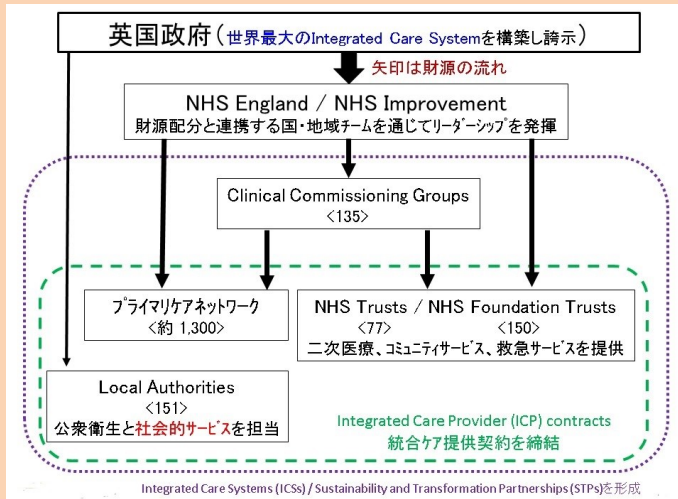 英国政府(世界最大のIntegrated Care Systemを構築し誇示)
矢印は財源の流れ
NHS England / NHS Improvement
財源配分と連携する国・地域チームを通じてリーダーシップを発揮
Clinical Commissioning Groups
<135>
プライマリケアネットワーク
<約 1,300>
NHS Trusts / NHS Foundation Trusts
<77> <150>
二次医療、コミュニティサービス、救急サービスを提供
Local Authorities
<151>
公衆衛生と社会的サービスを担当
Integrated Care Provider (ICP) contracts
統合ケア提供契約を締結
Integrated Care Systems (ICSs) / Sustainability and Transformation Partnerships (STPs)を形成